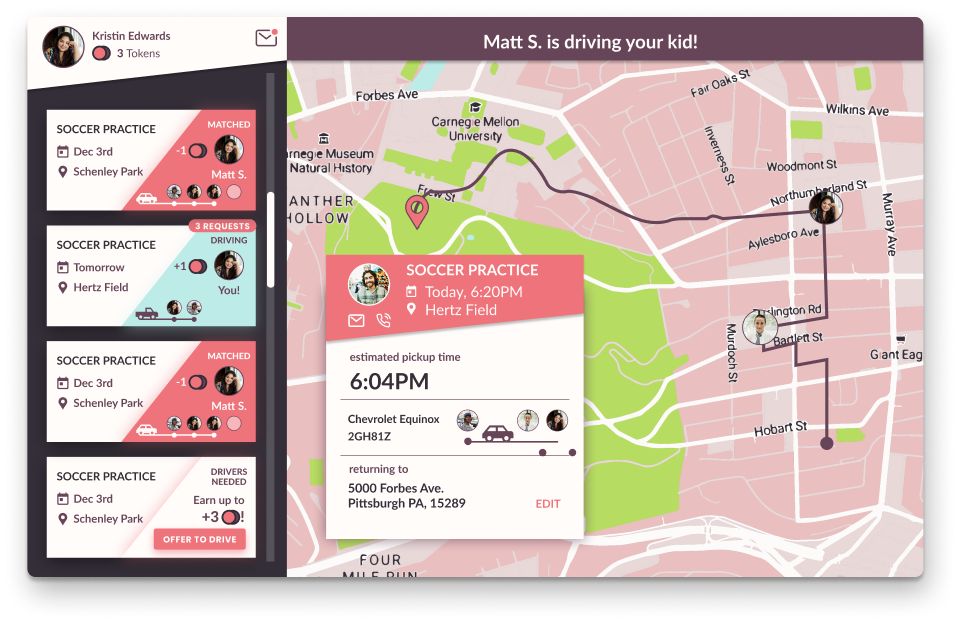 Kristin Edwards
3 Tokens
Matt S. is driving your kid!
SOCCER PRACTICE
MATCHED
Dec 3rd
-1
Schenley Park
Matt S.
3 REQUESTS
SOCCER PRACTICE
DRIVING
Tomorrow
+1
Hertz Field
You!
SOCCER PRACTICE
MATCHED
Dec 3rd
-1
Schenley Park
Matt S.
SOCCER PRACTICE
DRIVERS
NEEDED
Dec 3rd
Earn up to
Schenley Park
+3 !
OFFER TO DRIVE
Forbes Ave
Fair Oaks St
Wilkins Ave
Carnegie Mellon
University
Inverness St
rnegie Museum
Natural History
Woodmont St
Frew St
Northumberland St
ANTHER
HOLLOW
Murray Ave
Aylesboro Ave
SOCCER PRACTICE
Today, 6:20PM
Hertz Field
estimated pickup time
6:04PM
Chevrolet Equinox
2GH81Z
returning to
5000 Forbes Ave.
Pittsburgh PA, 15289
EDIT
lington Rd
Bartlett St
Murdoch St
Giant Eag
Hobart St
FOUR
MILE RUN